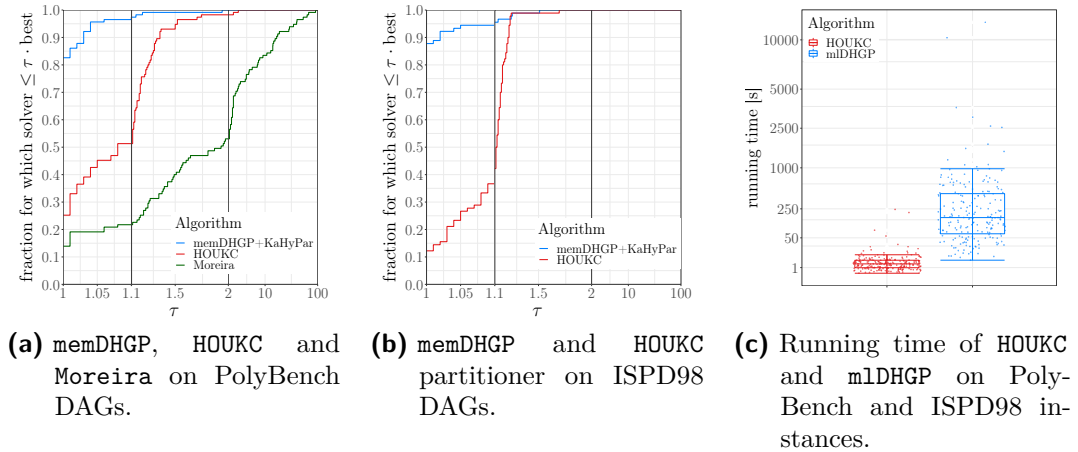 fraction for which solver ≤ τ · best
1.0
0.9
0.8
0.7
0.6
0.5
0.4
0.3
0.2
0.1
0.0
1
1.05
1.1
1.5
2
10
100
τ
Algorithm
memDHGP+KaHyPar
HOUKC
Moreira
(a) memDHGP, HOUKC and
Moreira on PolyBench
DAGs.
fraction for which solver ≤ τ · best
1.0
0.9
0.8
0.7
0.6
0.5
0.4
0.3
0.2
0.1
0.0
1
1.05
1.1
1.5
2
10
100
τ
Algorithm
memDHGP+KaHyPar
HOUKC
(b) memDHGP and HOUKC
partitioner on ISPD98
DAGs.
running time [s]
10000
5000
2500
1000
250
50
1
Algorithm
HOUKC
mlDHGP
(c) Running time of HOUKC
and mlDHGP on Poly-
Bench and ISPD98 in-
stances.